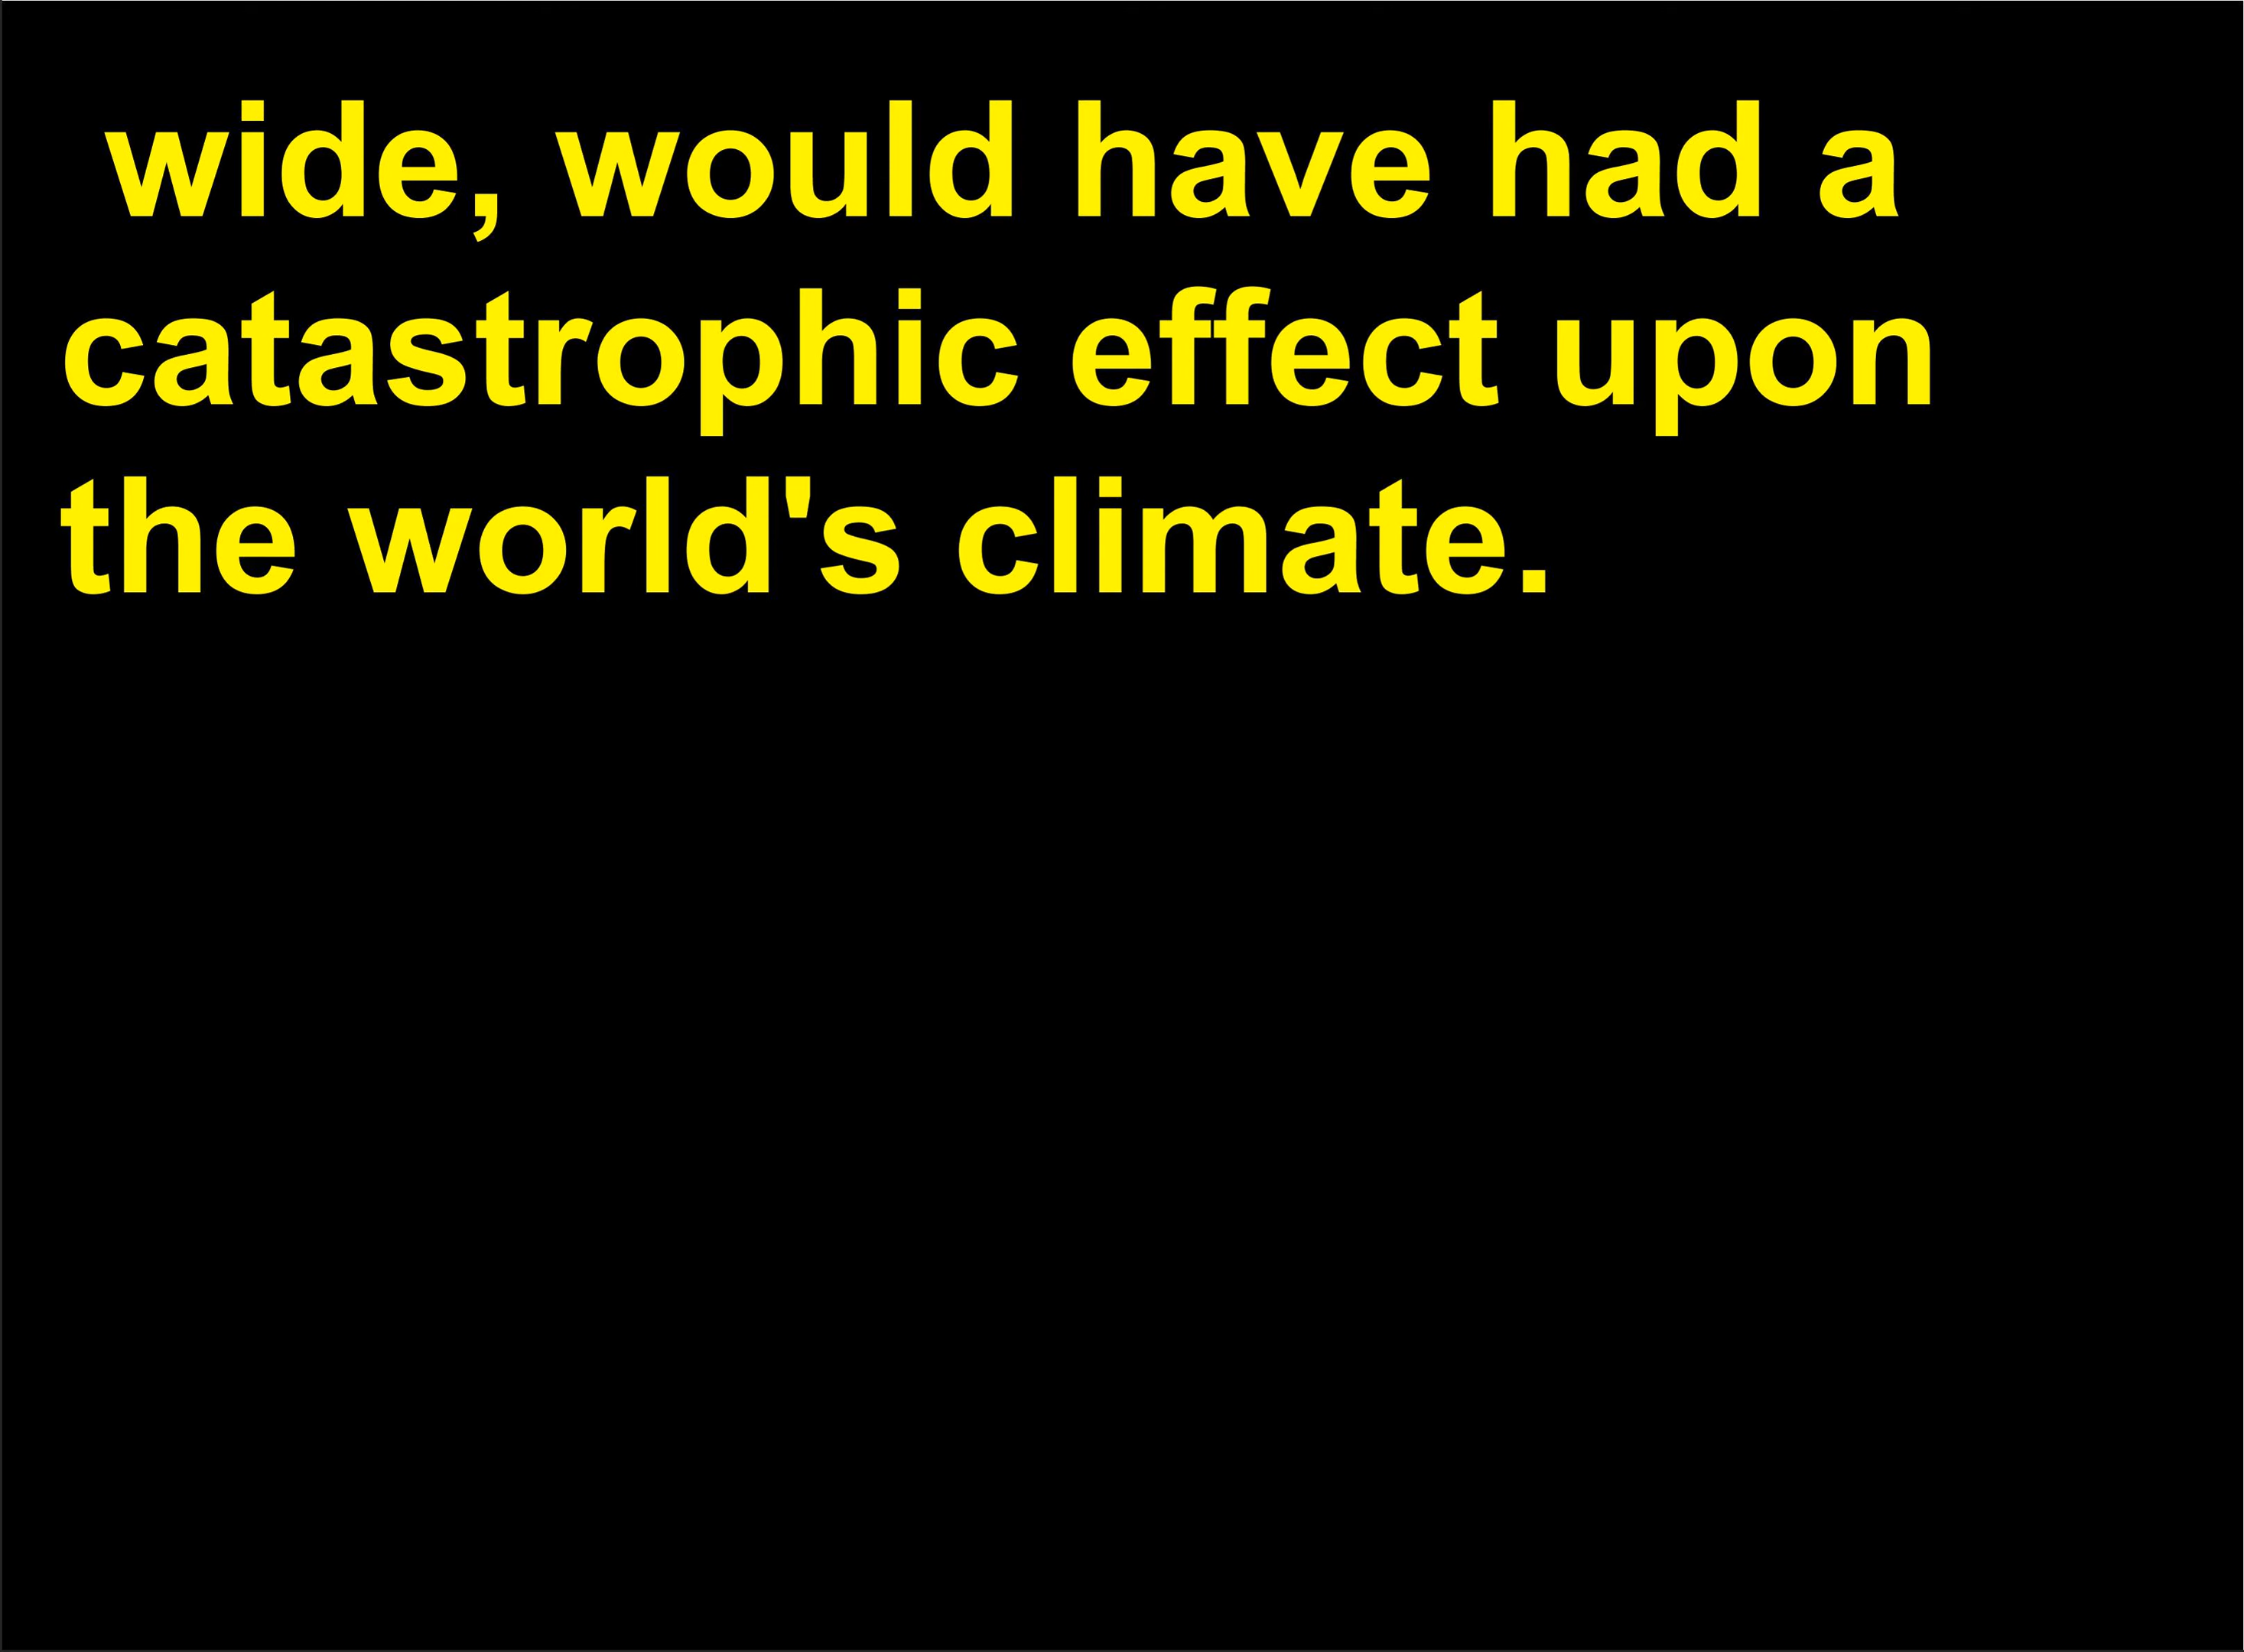 wide, would have had a
catastrophic effect upon
the world's climate.